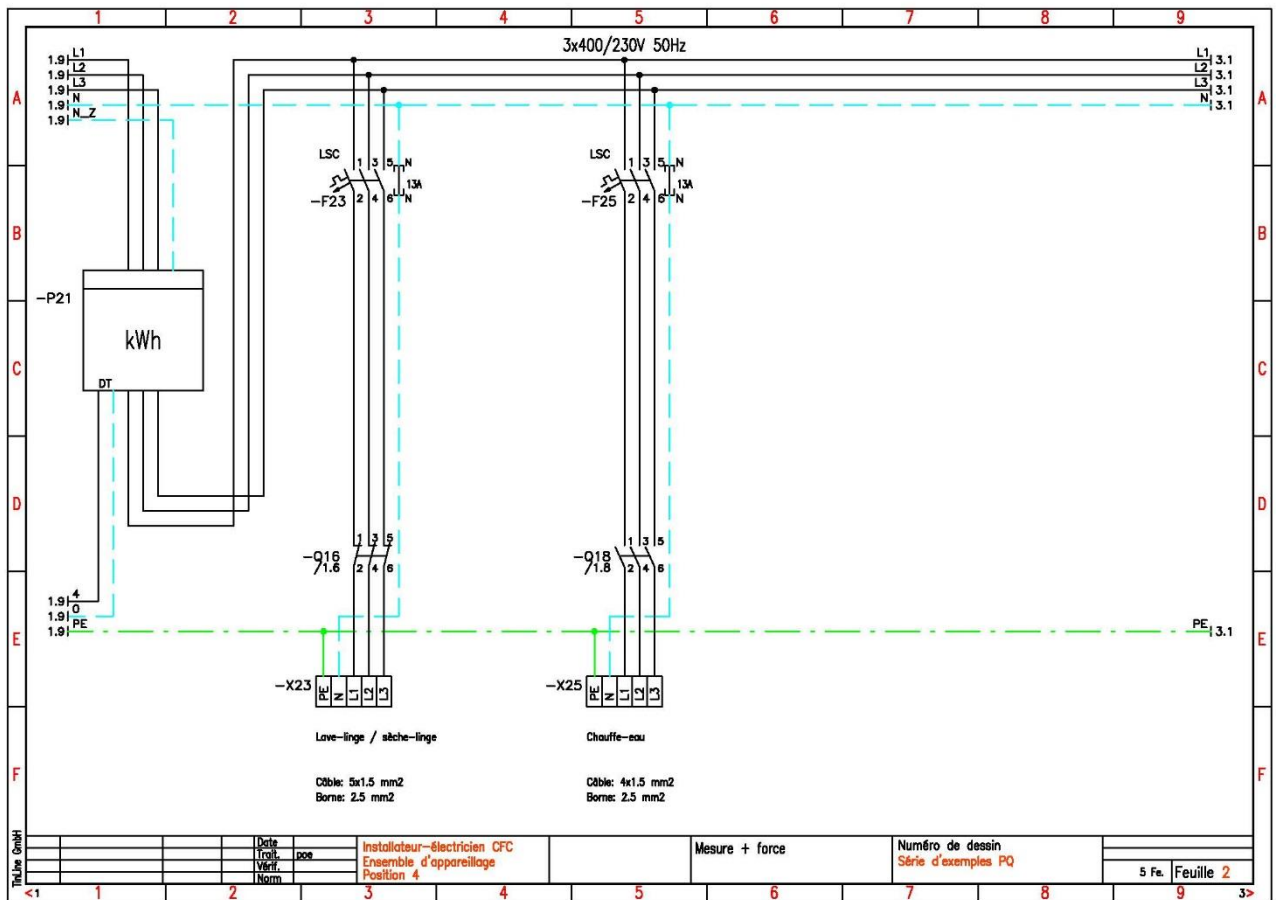 1 2 3 4 5 6 7 8 9
3x400/230V 50Hz
1.9 L1 L1 3.1
1.9 L2 L2 3.1
1.9 L3 L3 3.1
A 1.9 N N 3.1 A
1.9 N_Z
LSC 1 3 5 N LSC 1 3 5 N
13A 13A
-F23 2 4 6 N -F25 2 4 6 N
B B
-P21
kWh
C C
DT
D D
-Q16 1 3 5 -Q18 1 3 5
/1.6 2 4 6 /1.8 2 4 6
1.9 4
1.9 0
1.9 PE PE 3.1
E E
-X23 PE N L1 L2 L3 -X25 PE N L1 L2 L3
Lave-linge / sèche-linge Chauffe-eau
F F
Câble: 5x1.5 mm2 Câble: 4x1.5 mm2
Borne: 2.5 mm2 Borne: 2.5 mm2
TinLine GmbH
Date
Trait. poe
Vérif.
Norm
Installateur-électricien CFC
Ensemble d'appareillage
Position 4
Mesure + force
Numéro de dessin
Série d'exemples PQ
5 Fe. Feuille 2
<1 1 2 3 4 5 6 7 8 9 3>